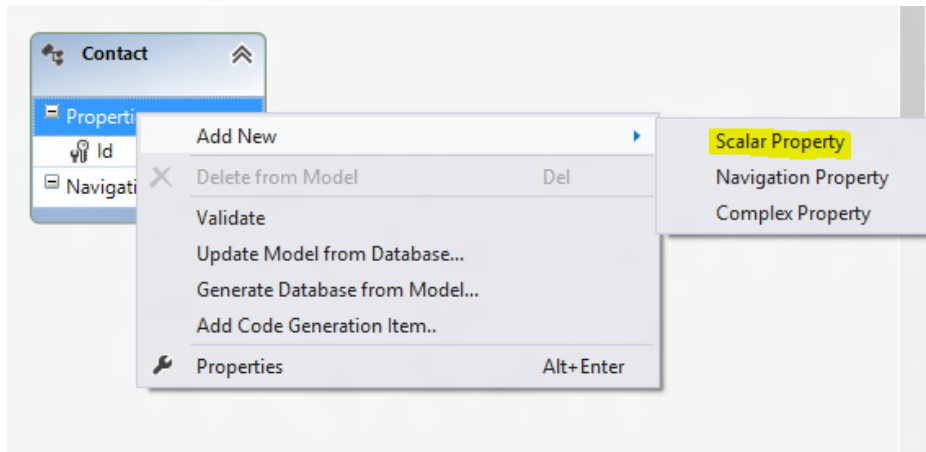 Contact
Properti
Id
Navigati
Add New
Delete from Model Del
Validate
Update Model from Database...
Generate Database from Model...
Add Code Generation Item..
Properties Alt+Enter
Scalar Property
Navigation Property
Complex Property